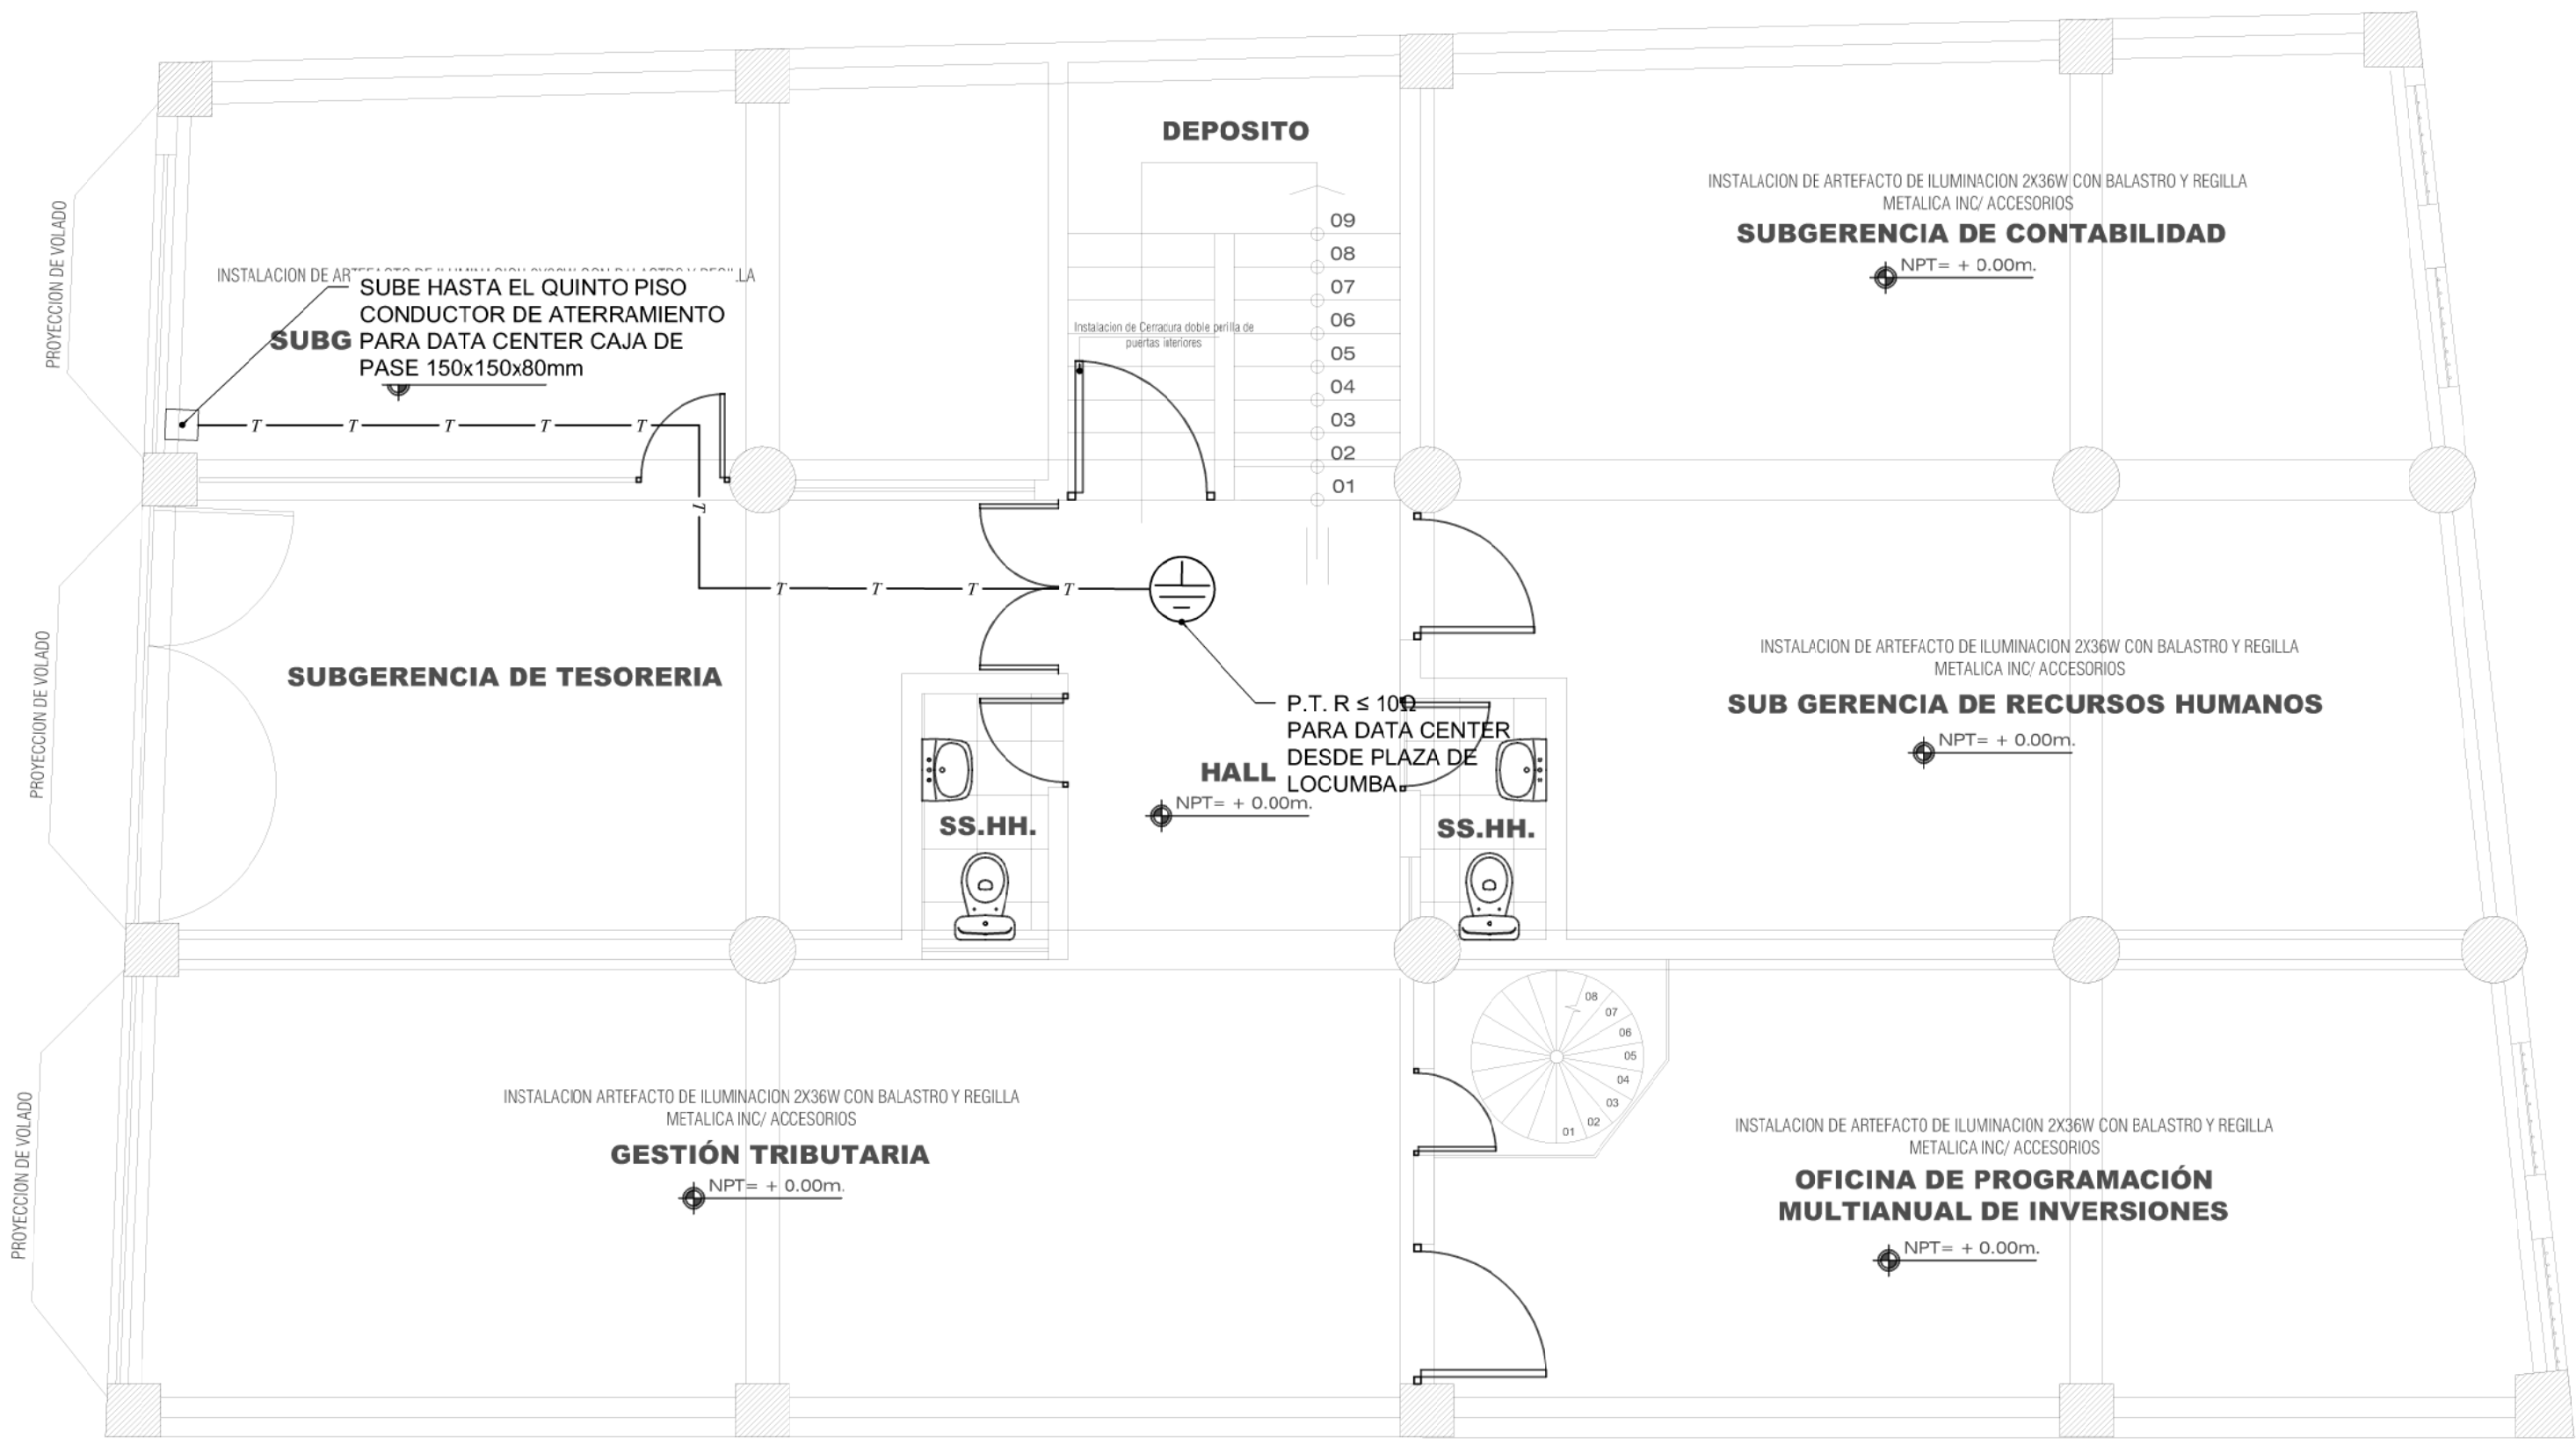 DEPOSITO
09
08
07
06
05
04
03
02
01
Instalacion de Cerradura doble perilla de
puertas interiores
INSTALACION DE ARTEFACTO DE ILUMINACION 2X36W CON BALASTRO Y REGILLA
METALICA INC/ ACCESORIOS
SUBGERENCIA DE CONTABILIDAD
NPT= + 0.00m.
PROYECCION DE VOLADO
INSTALACION DE
SUBG
SUBE HASTA EL QUINTO PISO
CONDUCTOR DE ATERRAMIENTO
PARA DATA CENTER CAJA DE
PASE 150x150x80mm
T T T T T
T
T T T T
PROYECCION DE VOLADO
SUBGERENCIA DE TESORERIA
P.T. R ≤ 10Ω
PARA DATA CENTER
DESDE PLAZA DE
LOCUMBA
HALL
NPT= + 0.00m.
SS.HH.
SS.HH.
INSTALACION DE ARTEFACTO DE ILUMINACION 2X36W CON BALASTRO Y REGILLA
METALICA INC/ ACCESORIOS
SUB GERENCIA DE RECURSOS HUMANOS
NPT= + 0.00m.
PROYECCION DE VOLADO
INSTALACION ARTEFACTO DE ILUMINACION 2X36W CON BALASTRO Y REGILLA
METALICA INC/ ACCESORIOS
GESTIÓN TRIBUTARIA
NPT= + 0.00m.
08
07
06
05
04
03
02
01
INSTALACION DE ARTEFACTO DE ILUMINACION 2X36W CON BALASTRO Y REGILLA
METALICA INC/ ACCESORIOS
OFICINA DE PROGRAMACIÓN
MULTIANUAL DE INVERSIONES
NPT= + 0.00m.